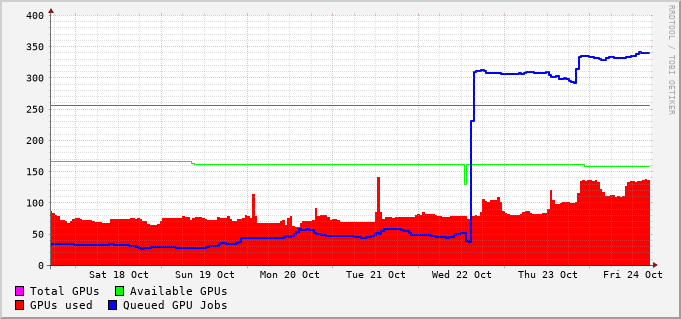 400
350
300
250
200
150
100
50
0
Sat 18 Oct Sun 19 Oct Mon 20 Oct Tue 21 Oct Wed 22 Oct Thu 23 Oct Fri 24 Oct
Total GPUs Available GPUs
GPUs used Queued GPU Jobs
RRDTOOL / TOBI OETIKER